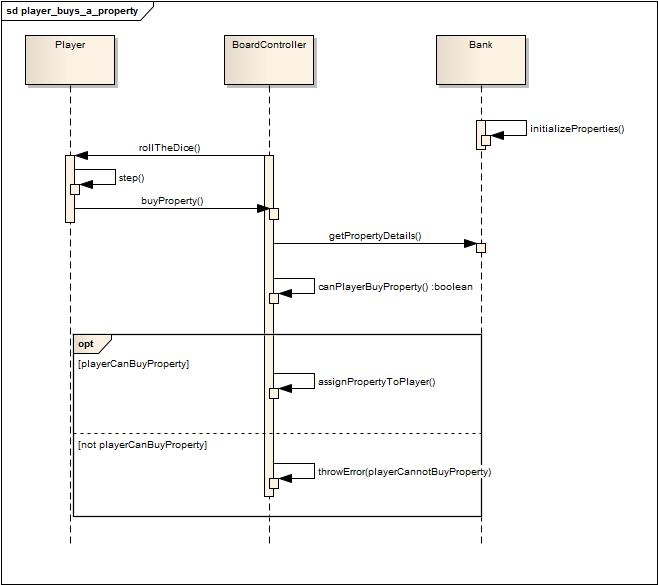 sd player_buys_a_property
Player
BoardController
Bank
initializeProperties()
rollTheDice()
step()
buyProperty()
getPropertyDetails()
canPlayerBuyProperty() :boolean
opt
[playerCanBuyProperty]
assignPropertyToPlayer()
[not playerCanBuyProperty]
throwError(playerCannotBuyProperty)